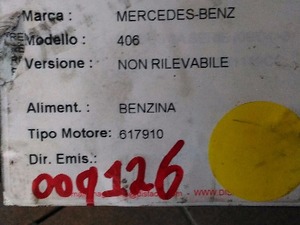 Marca : MERCEDES-BENZ
Modello : 406
Versione : NON RILEVABILE
Aliment. : BENZINA
Tipo Motore: 617910
Dir. Emis.:
009126